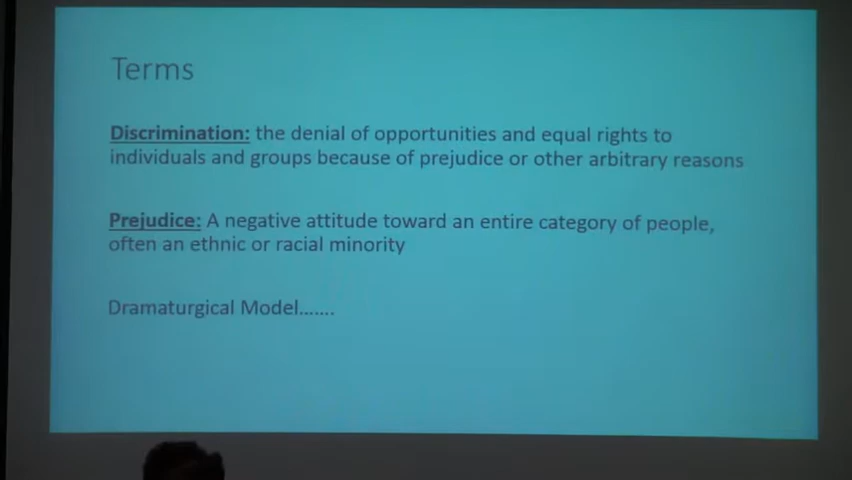 Terms
Discrimination: the denial of opportunities and equal rights to
individuals and groups because of prejudice or other arbitrary reasons
Prejudice: A negative attitude toward an entire category of people,
often an ethnic or racial minority
Dramaturgical Model.......